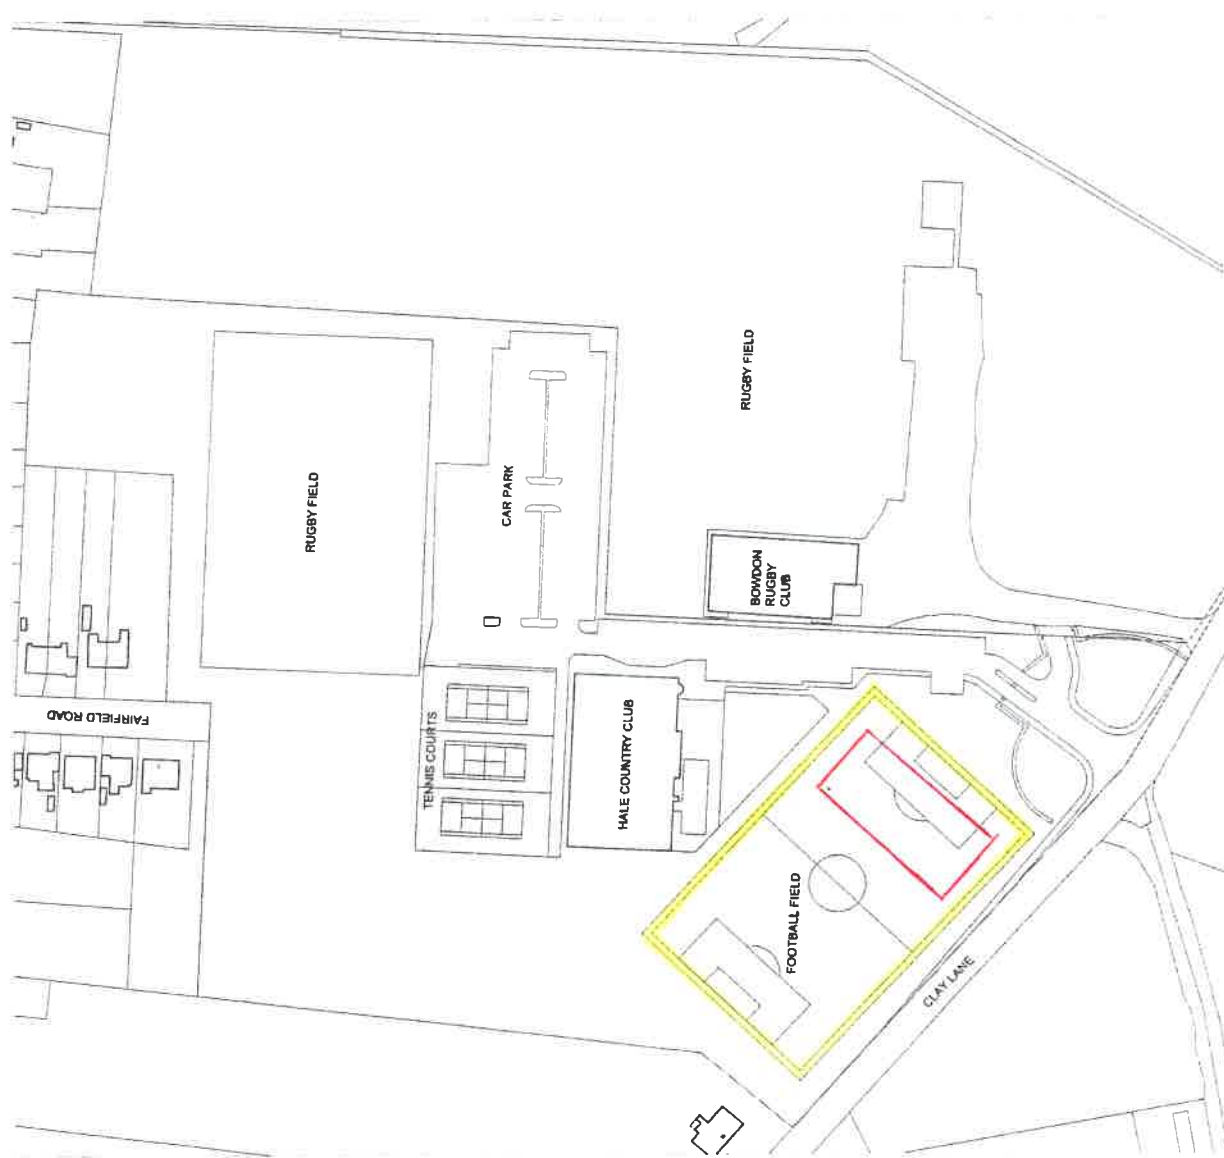 RUGBY FIELD
RUGBY FIELD
CAR PARK
BOWDON
RUGBY
CLUB
FAIRFIELD ROAD
TENNIS COURTS
HALE COUNTRY CLUB
FOOTBALL FIELD
CLAY LANE